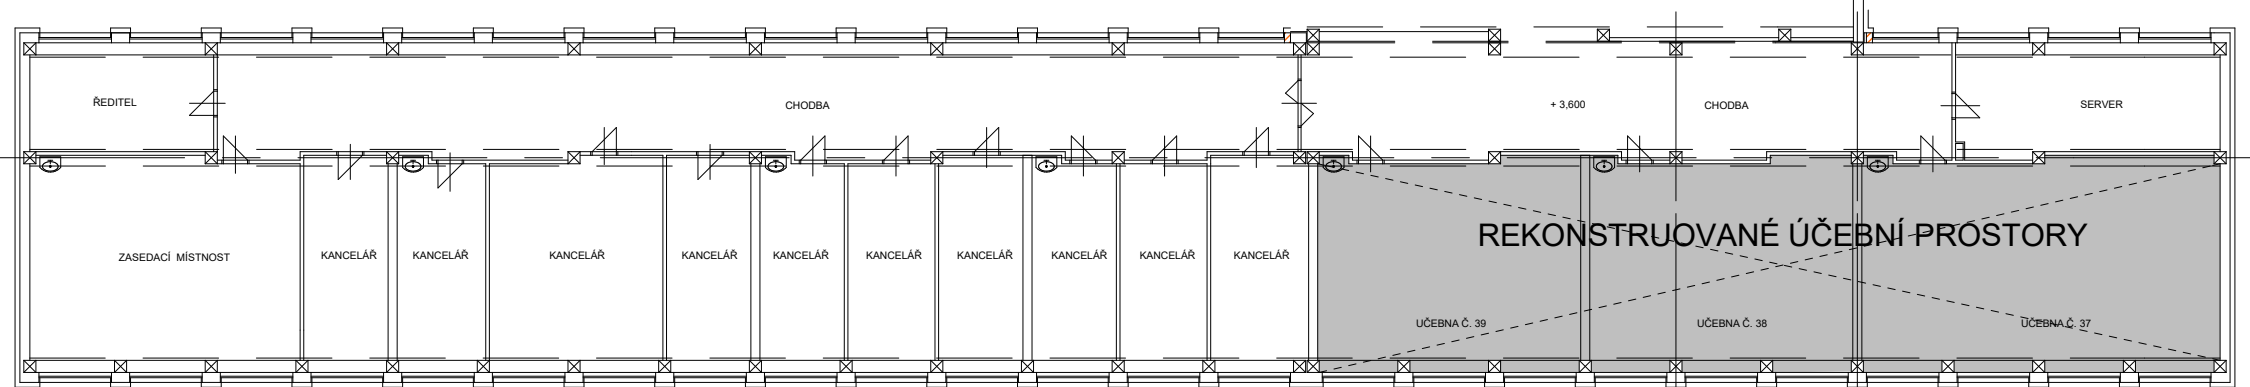 ŘEDITEL
CHODBA
+ 3,600
CHODBA
SERVER
REKONSTRUOVANÉ ÚČEBNÍ PROSTORY
ZASEDACÍ MÍSTNOST
KANCELÁŘ
KANCELÁŘ
KANCELÁŘ
KANCELÁŘ
KANCELÁŘ
KANCELÁŘ
KANCELÁŘ
KANCELÁŘ
KANCELÁŘ
KANCELÁŘ
UČEBNA Č. 39
UČEBNA Č. 38
UČEBNA Č. 37